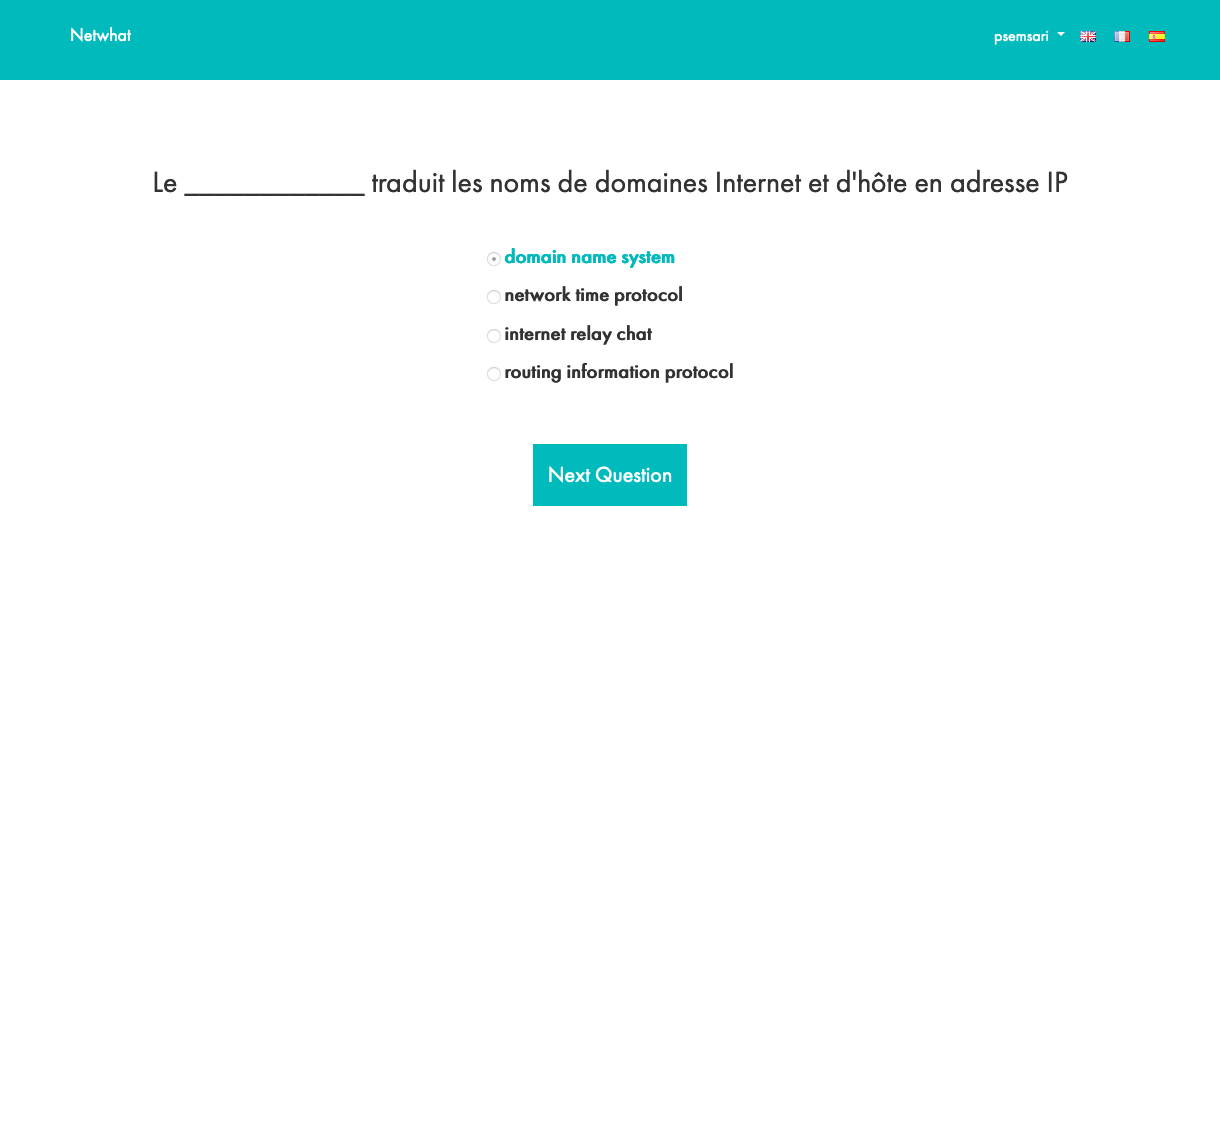 Netwhat
psemsari
Le _____________ traduit les noms de domaines Internet et d'hôte en adresse IP
domain name system
network time protocol
internet relay chat
routing information protocol
Next Question